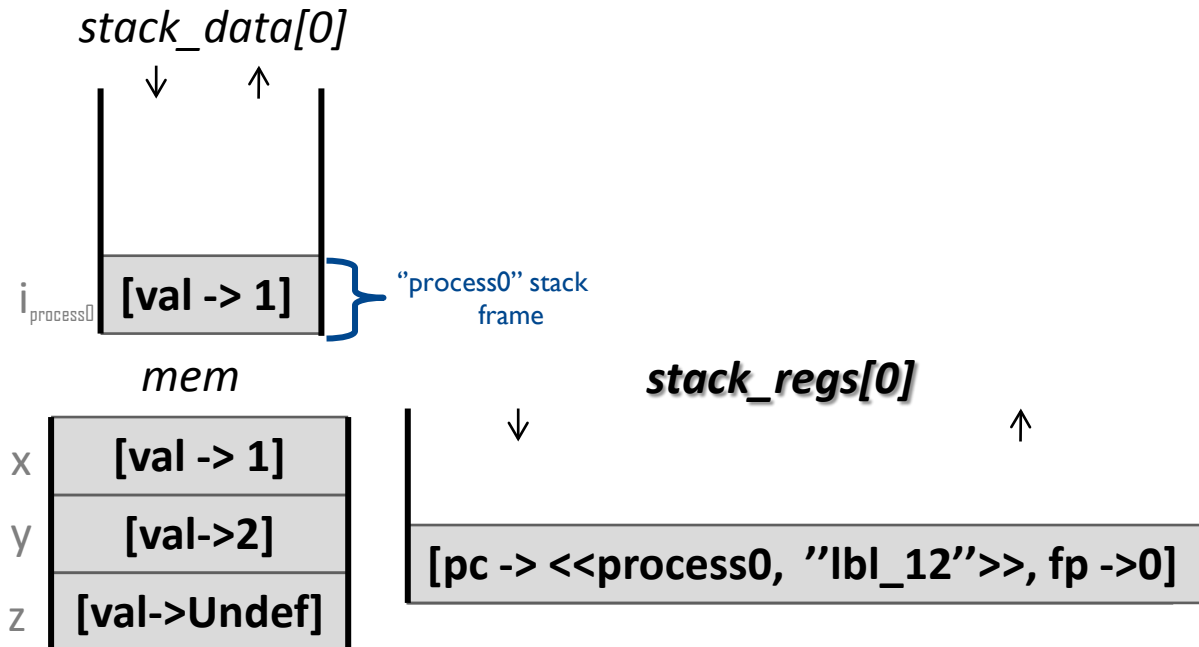 stack_data[0]
↓ ↑
i_process0 [val -> 1]
‘’process0’’ stack
frame
mem
stack_regs[0]
↓ ↑
x [val -> 1]
y [val->2]
z [val->Undef]
[pc -> <<process0, ’’lbl_12’’>>, fp ->0]